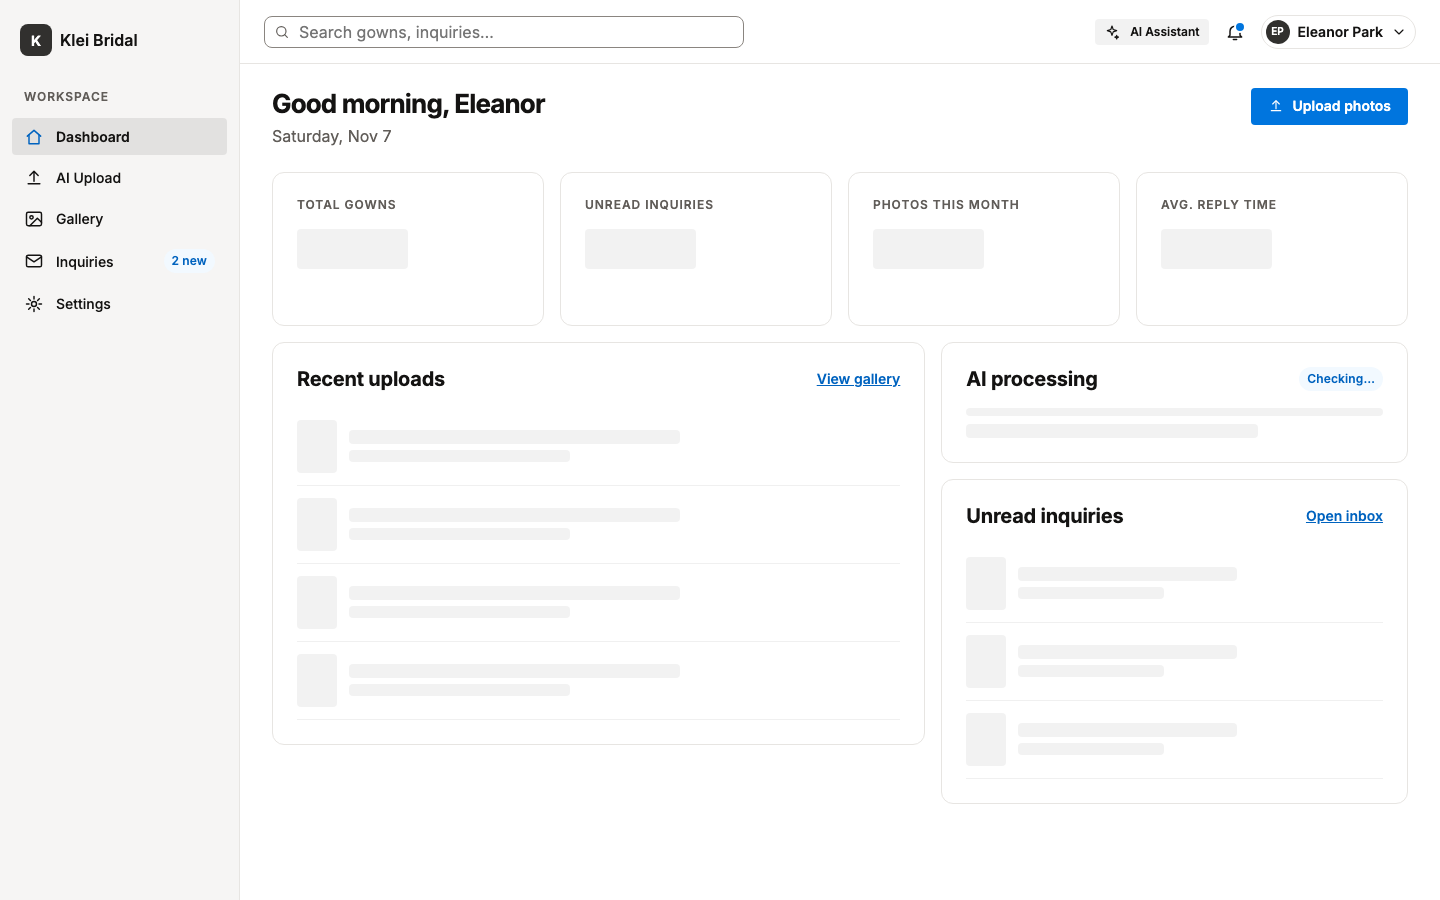 K Klei Bridal
Search gowns, inquiries...
AI Assistant
EP Eleanor Park
WORKSPACE
Dashboard
AI Upload
Gallery
Inquiries 2 new
Settings
Good morning, Eleanor
Saturday, Nov 7
Upload photos
TOTAL GOWNS
UNREAD INQUIRIES
PHOTOS THIS MONTH
AVG. REPLY TIME
Recent uploads
View gallery
AI processing
Checking...
Unread inquiries
Open inbox